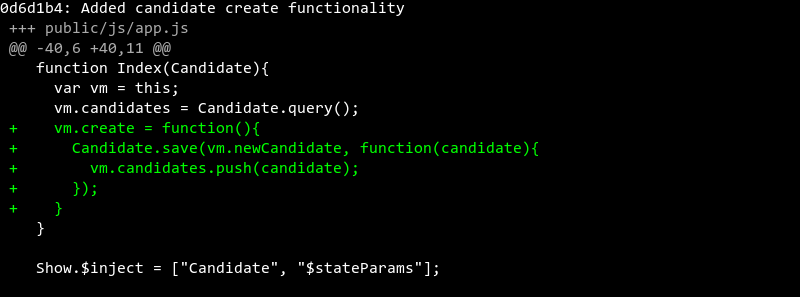 0d6d1b4: Added candidate create functionality
+++ public/js/app.js
@@ -40,6 +40,11 @@
function Index(Candidate){
var vm = this;
vm.candidates = Candidate.query();
+    vm.create = function(){
+      Candidate.save(vm.newCandidate, function(candidate){
+        vm.candidates.push(candidate);
+      });
+    }
}
Show.$inject = ["Candidate", "$stateParams"];